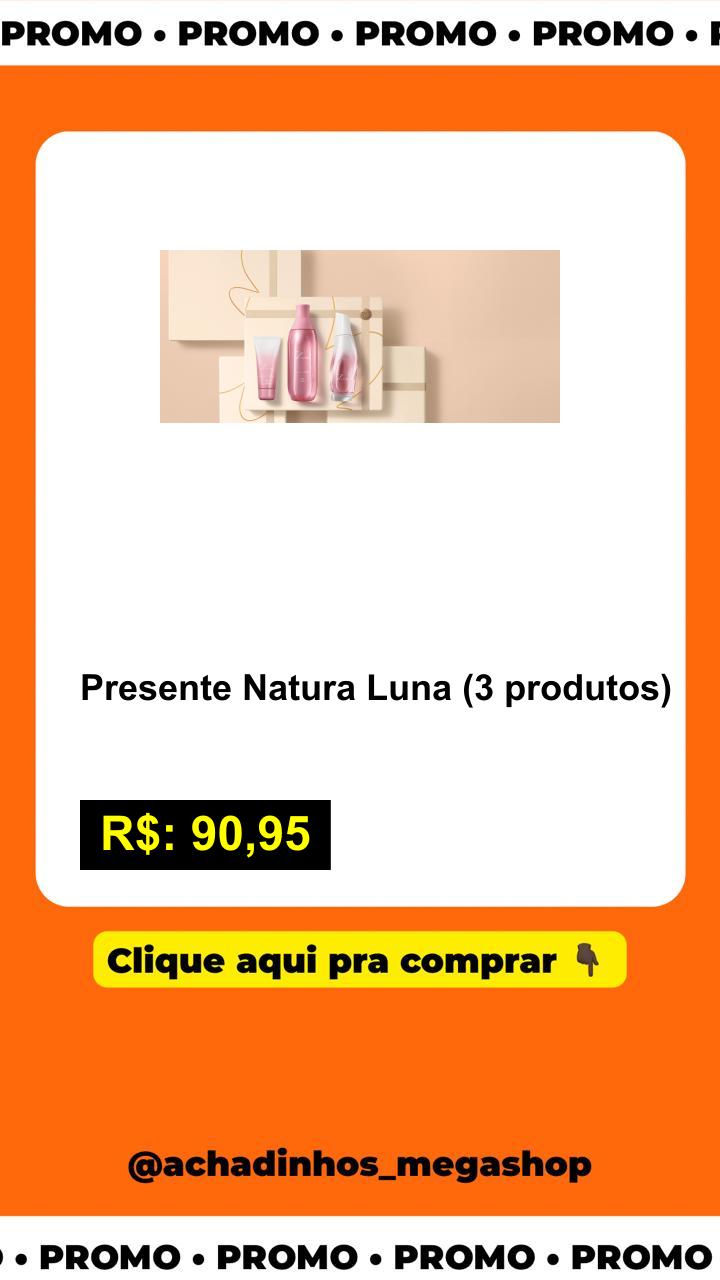 PROMO • PROMO • PROMO • PROMO •
Presente Natura Luna (3 produtos)
R$: 90,95
Clique aqui pra comprar 👇🏿
@achadinhos_megashop
• PROMO • PROMO • PROMO • PROMO